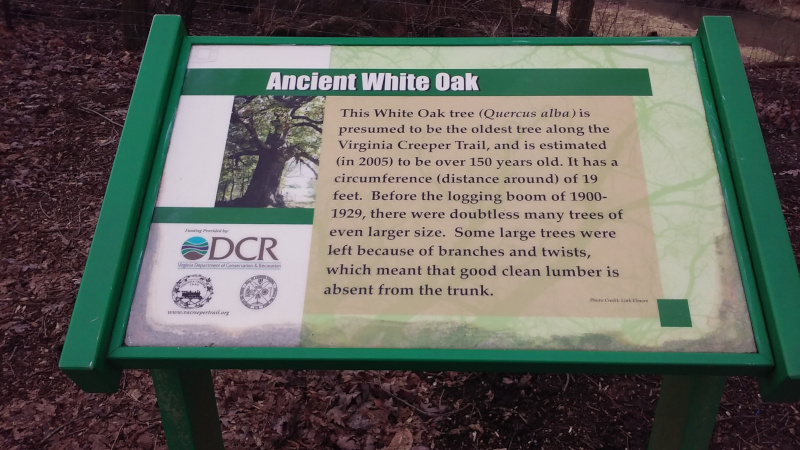 Ancient White Oak
This White Oak tree (Quercus alba) is
presumed to be the oldest tree along the
Virginia Creeper Trail, and is estimated
(in 2005) to be over 150 years old. It has a
circumference (distance around) of 19
feet. Before the logging boom of 1900-
1929, there were doubtless many trees of
even larger size. Some large trees were
left because of branches and twists,
which meant that good clean lumber is
absent from the trunk.
Photo Credit: Link Elmore
Funding Provided by:
DCR
Virginia Department of Conservation & Recreation
www.vacreepertrail.org